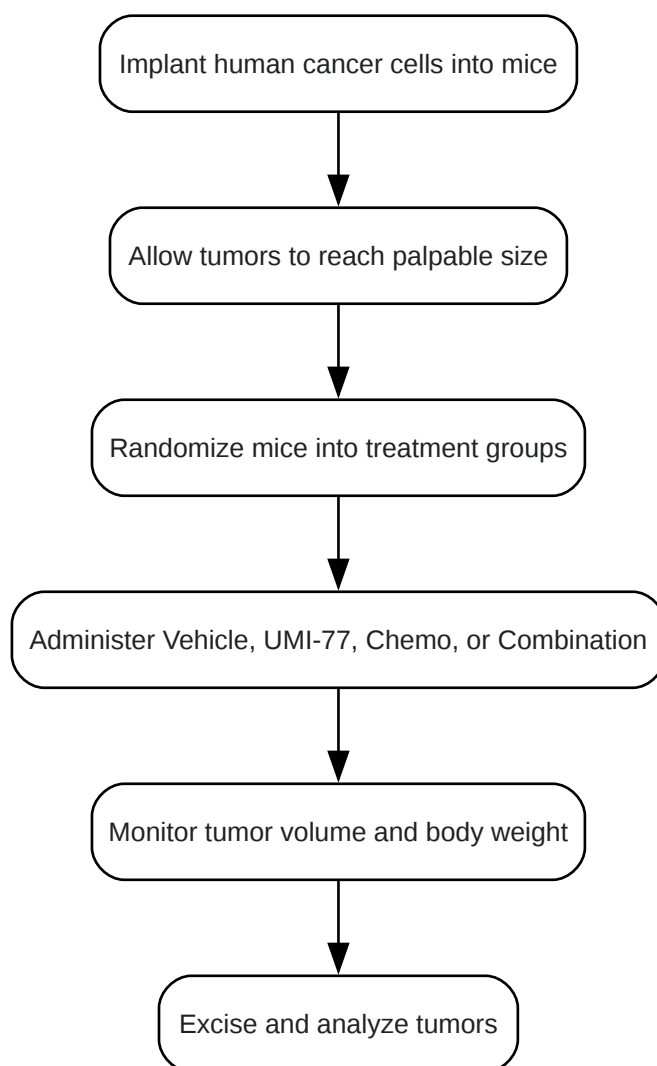 Implant human cancer cells into mice
Allow tumors to reach palpable size
Randomize mice into treatment groups
Administer Vehicle, UMI-77, Chemo, or Combination
Monitor tumor volume and body weight
Excise and analyze tumors